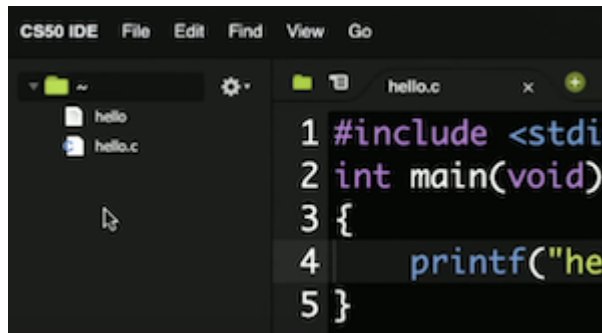 CS50 IDE File Edit Find View Go
~
hello
hello.c
hello.c ×
1 #include <stdi
2 int main(void)
3 {
4 printf("he
5 }